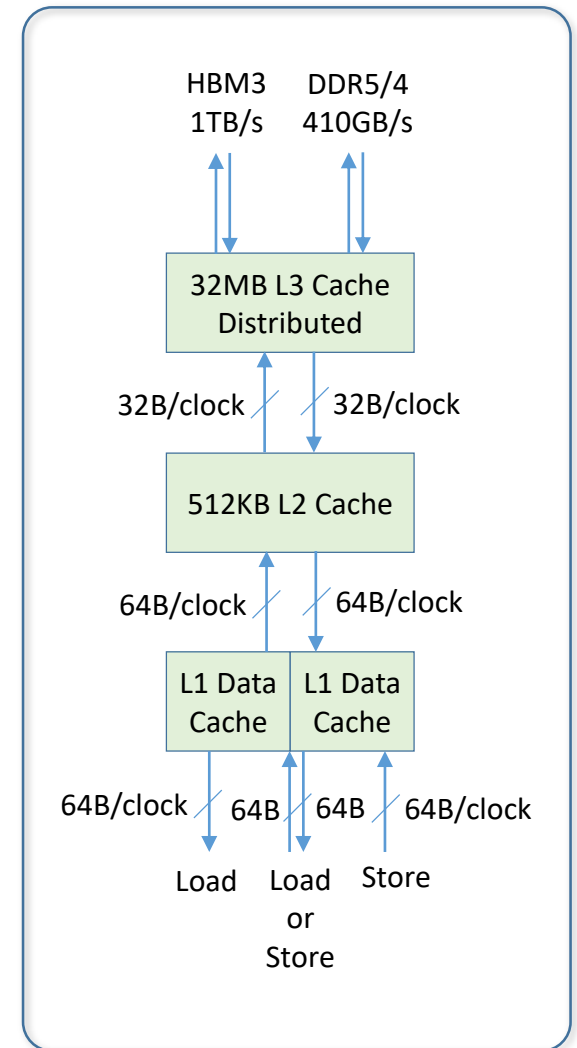 HBM3
1TB/s
DDR5/4
410GB/s
32MB L3 Cache
Distributed
32B/clock
32B/clock
512KB L2 Cache
64B/clock
64B/clock
L1 Data
Cache
L1 Data
Cache
64B/clock
64B
64B
64B/clock
Load
Load
or
Store
Store